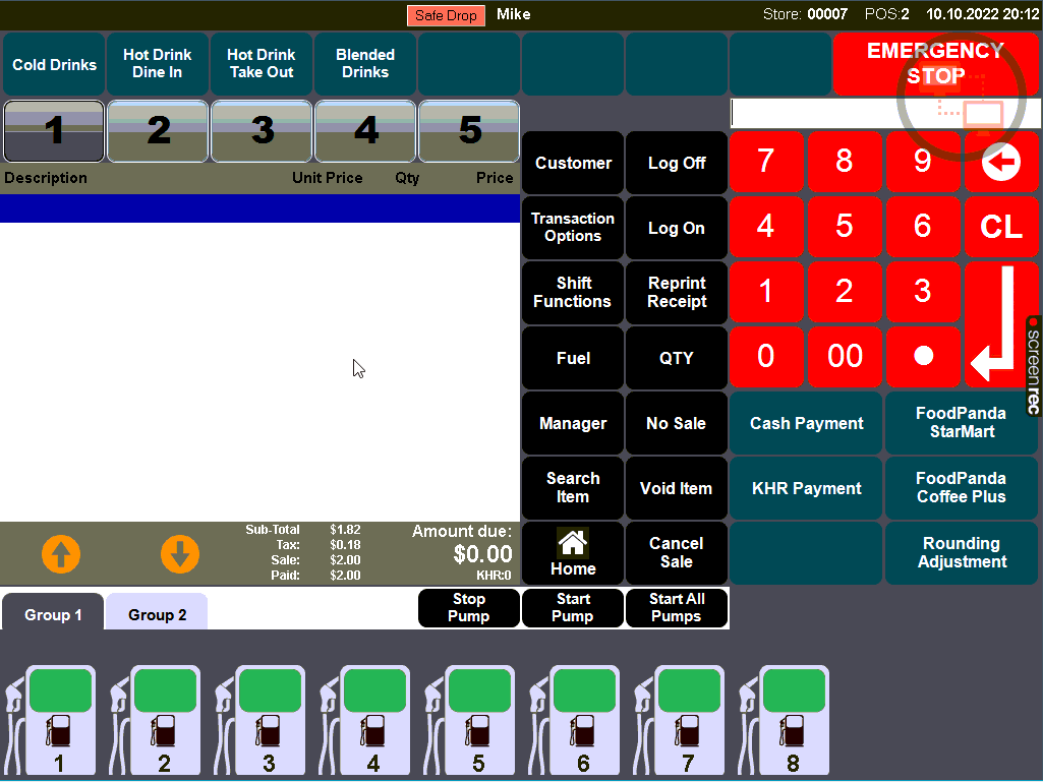 Safe Drop Mike Store: 00007 POS:2 10.10.2022 20:12
Cold Drinks
Hot Drink
Dine In
Hot Drink
Take Out
Blended
Drinks
EMERGENCY
STOP
1 2 3 4 5
Description Unit Price Qty Price
Customer
Log Off
Transaction
Options
Log On
Shift
Functions
Reprint
Receipt
Fuel
QTY
Manager
No Sale
Search
Item
Void Item
Home
Cancel
Sale
7 8 9
4 5 6 CL
1 2 3
0 00
Cash Payment
FoodPanda
StarMart
KHR Payment
FoodPanda
Coffee Plus
Rounding
Adjustment
screenrec
Sub-Total $1.82
Tax: $0.18
Sale: $2.00
Paid: $2.00
Amount due:
$0.00
KHR:0
Group 1
Group 2
Stop
Pump
Start
Pump
Start All
Pumps
1 2 3 4 5 6 7 8